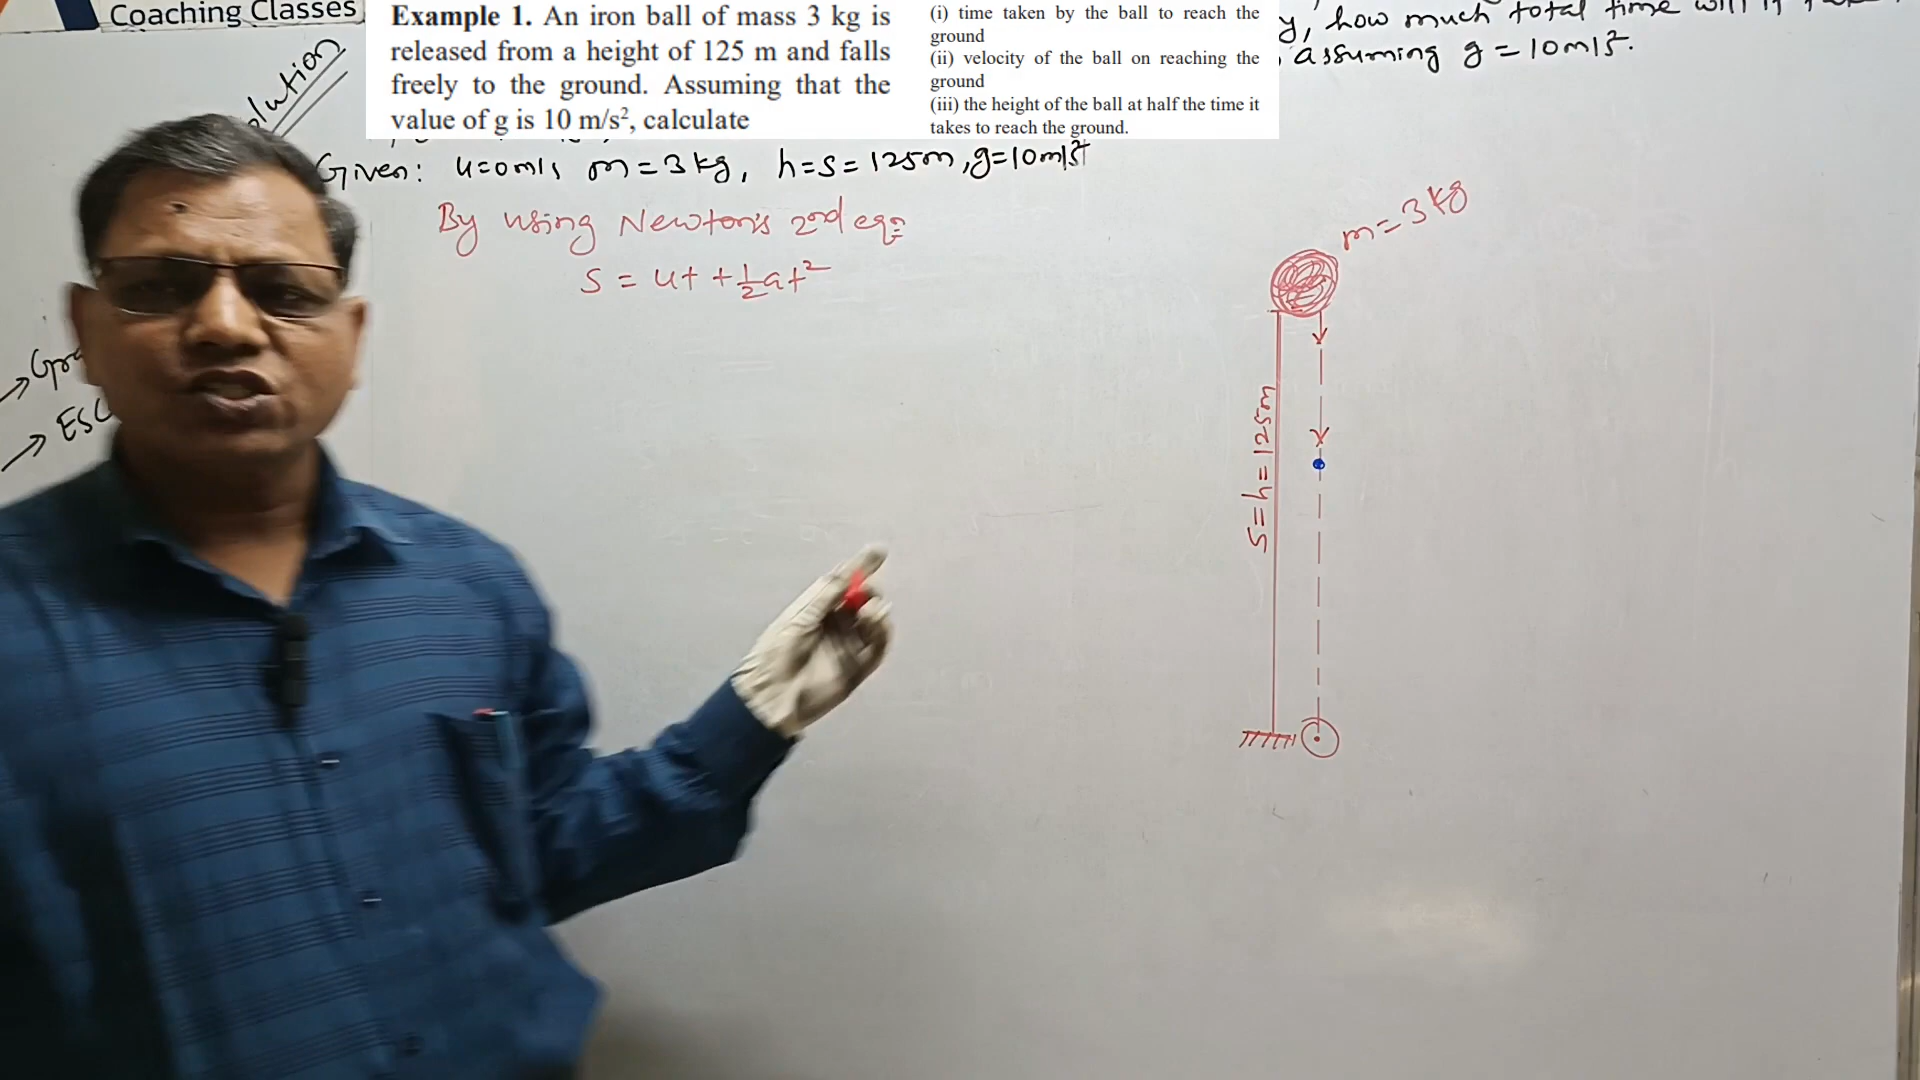 Coaching Classes
Example 1. An iron ball of mass 3 kg is
released from a height of 125 m and falls
freely to the ground. Assuming that the
value of g is 10 m/s², calculate
(i) time taken by the ball to reach the
ground
(ii) velocity of the ball on reaching the
ground
(iii) the height of the ball at half the time it
takes to reach the ground.
y, how much total time will it
assuming g = 10m/s².
Given: u=0m/s m=3kg, h=s=125m, g=10m/s²
By using Newton's 2nd eqn
S = ut + ½at²
m=3kg
S=h=125m
→
→ ESC